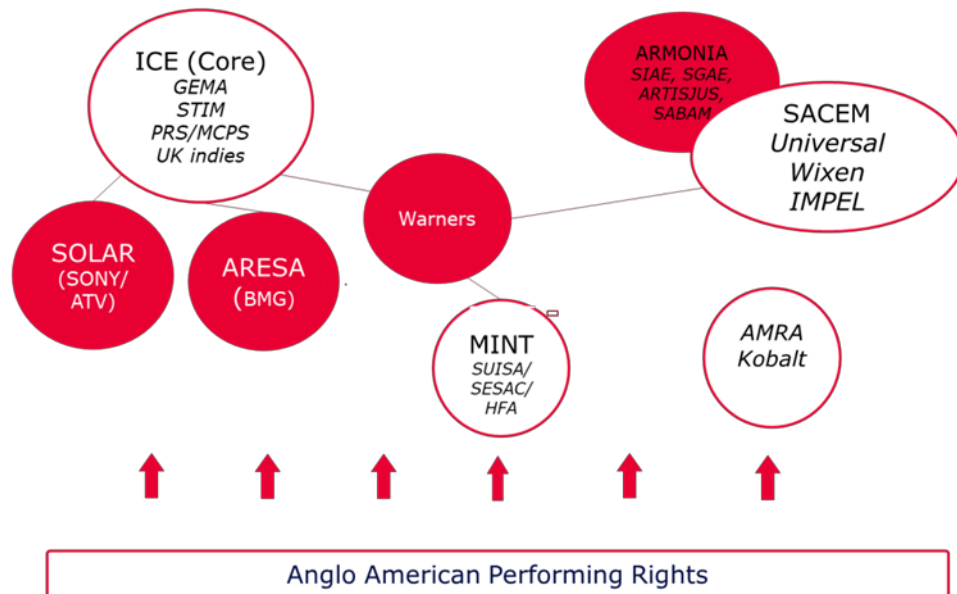 ICE (Core)
GEMA
STIM
PRS/MCPS
UK indies
ARMONIA
SIAE, SGAE,
ARTISJUS,
SABAM
SACEM
Universal
Wixen
IMPEL
Warners
SOLAR
(SONY/
ATV)
ARESA
(BMG)
MINT
SUISA/
SESAC/
HFA
AMRA
Kobalt
Anglo American Performing Rights